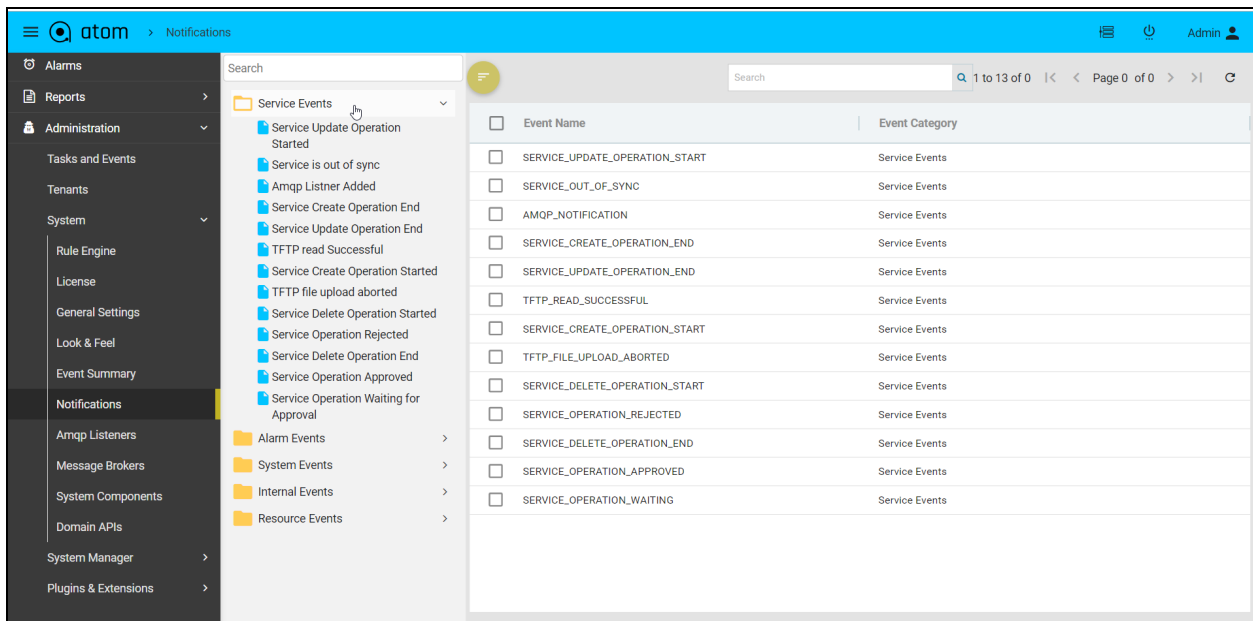 atom > Notifications
Admin
Alarms
Reports
Administration
Tasks and Events
Tenants
System
Rule Engine
License
General Settings
Look & Feel
Event Summary
Notifications
Amqp Listeners
Message Brokers
System Components
Domain APIs
System Manager
Plugins & Extensions
Search
Service Events
Service Update Operation
Started
Service is out of sync
Amqp Listner Added
Service Create Operation End
Service Update Operation End
TFTP read Successful
Service Create Operation Started
TFTP file upload aborted
Service Delete Operation Started
Service Operation Rejected
Service Delete Operation End
Service Operation Approved
Service Operation Waiting for
Approval
Alarm Events
System Events
Internal Events
Resource Events
Search
1 to 13 of 0 |< < Page 0 of 0 > >|
Event Name Event Category
SERVICE_UPDATE_OPERATION_START Service Events
SERVICE_OUT_OF_SYNC Service Events
AMQP_NOTIFICATION Service Events
SERVICE_CREATE_OPERATION_END Service Events
SERVICE_UPDATE_OPERATION_END Service Events
TFTP_READ_SUCCESSFUL Service Events
SERVICE_CREATE_OPERATION_START Service Events
TFTP_FILE_UPLOAD_ABORTED Service Events
SERVICE_DELETE_OPERATION_START Service Events
SERVICE_OPERATION_REJECTED Service Events
SERVICE_DELETE_OPERATION_END Service Events
SERVICE_OPERATION_APPROVED Service Events
SERVICE_OPERATION_WAITING Service Events